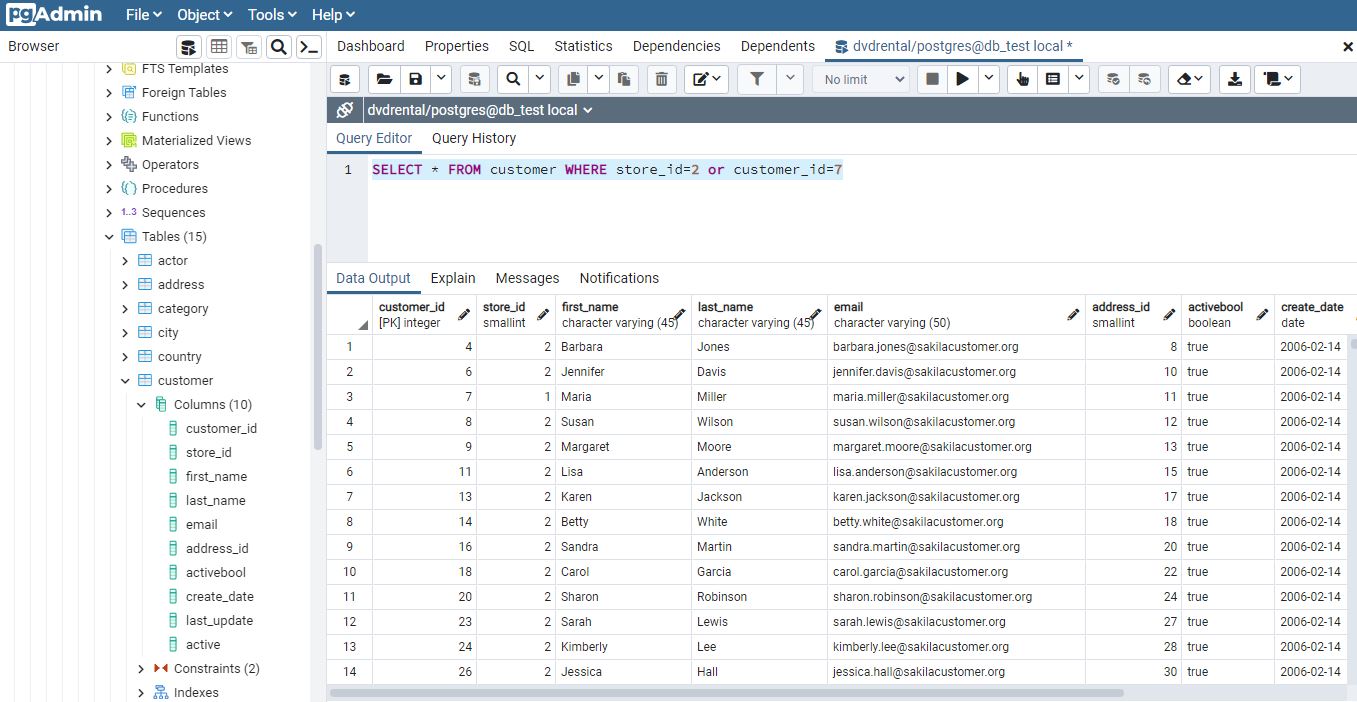 pgAdmin File Object Tools Help
Browser
Dashboard Properties SQL Statistics Dependencies Dependents dvdrental/postgres@db_test local *
FTS Templates
Foreign Tables
Functions
Materialized Views
Operators
Procedures
1..3 Sequences
Tables (15)
actor
address
category
city
country
customer
Columns (10)
customer_id
store_id
first_name
last_name
email
address_id
activebool
create_date
last_update
active
Constraints (2)
Indexes
No limit
dvdrental/postgres@db_test local
Query Editor Query History
1 SELECT * FROM customer WHERE store_id=2 or customer_id=7
Data Output Explain Messages Notifications
customer_id store_id first_name last_name email address_id activebool create_date
[PK] integer smallint character varying (45) character varying (45) character varying (50) smallint boolean date
1 4 2 Barbara Jones barbara.jones@sakilacustomer.org 8 true 2006-02-14
2 6 2 Jennifer Davis jennifer.davis@sakilacustomer.org 10 true 2006-02-14
3 7 1 Maria Miller maria.miller@sakilacustomer.org 11 true 2006-02-14
4 8 2 Susan Wilson susan.wilson@sakilacustomer.org 12 true 2006-02-14
5 9 2 Margaret Moore margaret.moore@sakilacustomer.org 13 true 2006-02-14
6 11 2 Lisa Anderson lisa.anderson@sakilacustomer.org 15 true 2006-02-14
7 13 2 Karen Jackson karen.jackson@sakilacustomer.org 17 true 2006-02-14
8 14 2 Betty White betty.white@sakilacustomer.org 18 true 2006-02-14
9 16 2 Sandra Martin sandra.martin@sakilacustomer.org 20 true 2006-02-14
10 18 2 Carol Garcia carol.garcia@sakilacustomer.org 22 true 2006-02-14
11 20 2 Sharon Robinson sharon.robinson@sakilacustomer.org 24 true 2006-02-14
12 23 2 Sarah Lewis sarah.lewis@sakilacustomer.org 27 true 2006-02-14
13 24 2 Kimberly Lee kimberly.lee@sakilacustomer.org 28 true 2006-02-14
14 26 2 Jessica Hall jessica.hall@sakilacustomer.org 30 true 2006-02-14